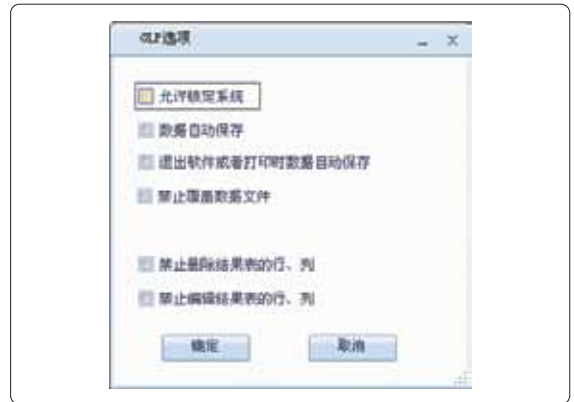 GLP选项
允许锁定系统
数据自动保存
退出软件或者打印时数据自动保存
禁止覆盖数据文件
禁止删除结果表的行、列
禁止编辑结果表的行、列
确定
取消